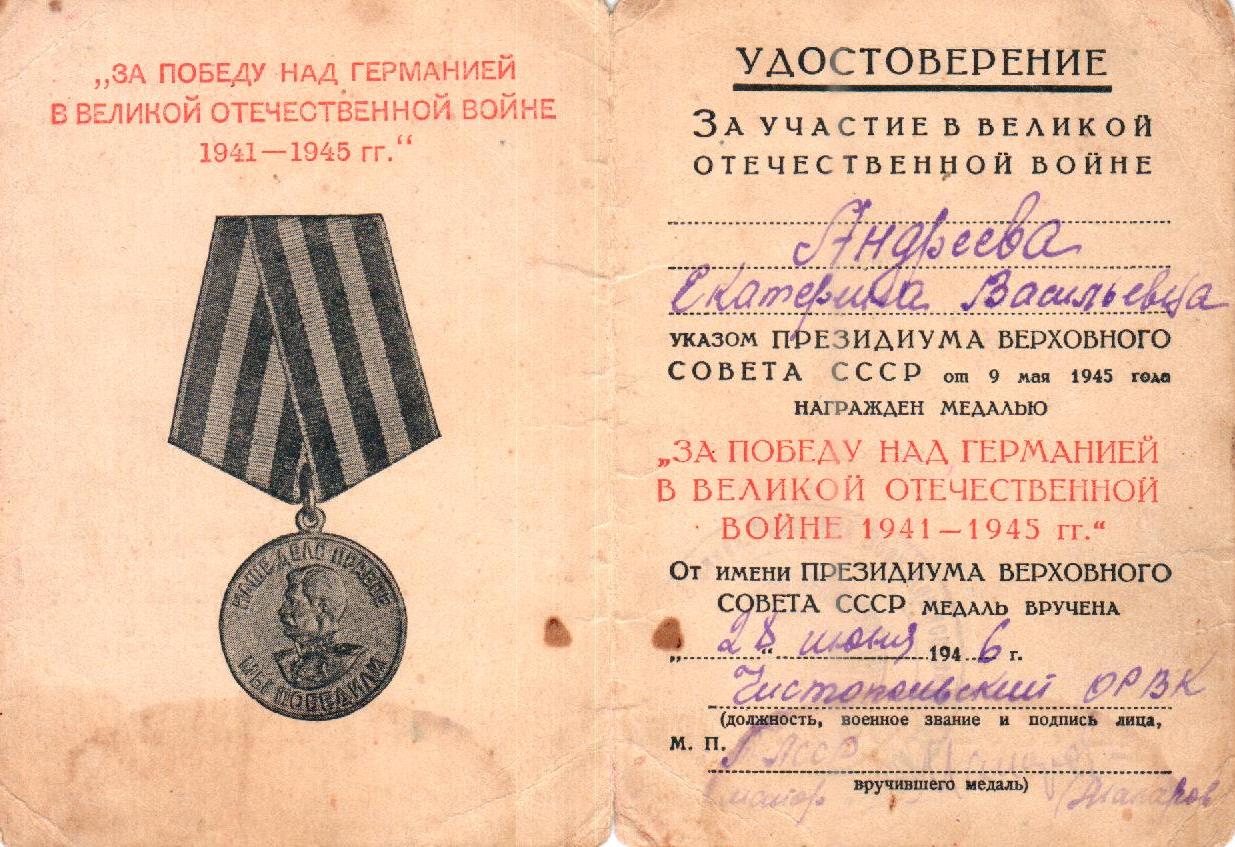 „ЗА ПОБЕДУ НАД ГЕРМАНИЕЙ
В ВЕЛИКОЙ ОТЕЧЕСТВЕННОЙ ВОЙНЕ
1941—1945 гг.“
НАШЕ ДЕЛО ПРАВОЕ
МЫ ПОБЕДИЛИ
УДОСТОВЕРЕНИЕ
ЗА УЧАСТИЕ В ВЕЛИКОЙ
ОТЕЧЕСТВЕННОЙ ВОЙНЕ
Андреева
Екатерина Васильевна
УКАЗОМ ПРЕЗИДИУМА ВЕРХОВНОГО
СОВЕТА СССР от 9 мая 1945 года
НАГРАЖДЕН МЕДАЛЬЮ
„ЗА ПОБЕДУ НАД ГЕРМАНИЕЙ
В ВЕЛИКОЙ ОТЕЧЕСТВЕННОЙ
ВОЙНЕ 1941—1945 гг.“
ОТ ИМЕНИ ПРЕЗИДИУМА ВЕРХОВНОГО
СОВЕТА СССР МЕДАЛЬ ВРУЧЕНА
„28“ июня 1946 г.
Чистопольский ОРВК
(должность, военное звание и подпись лица,
М. П. ТАССР
вручившего медаль)
майор